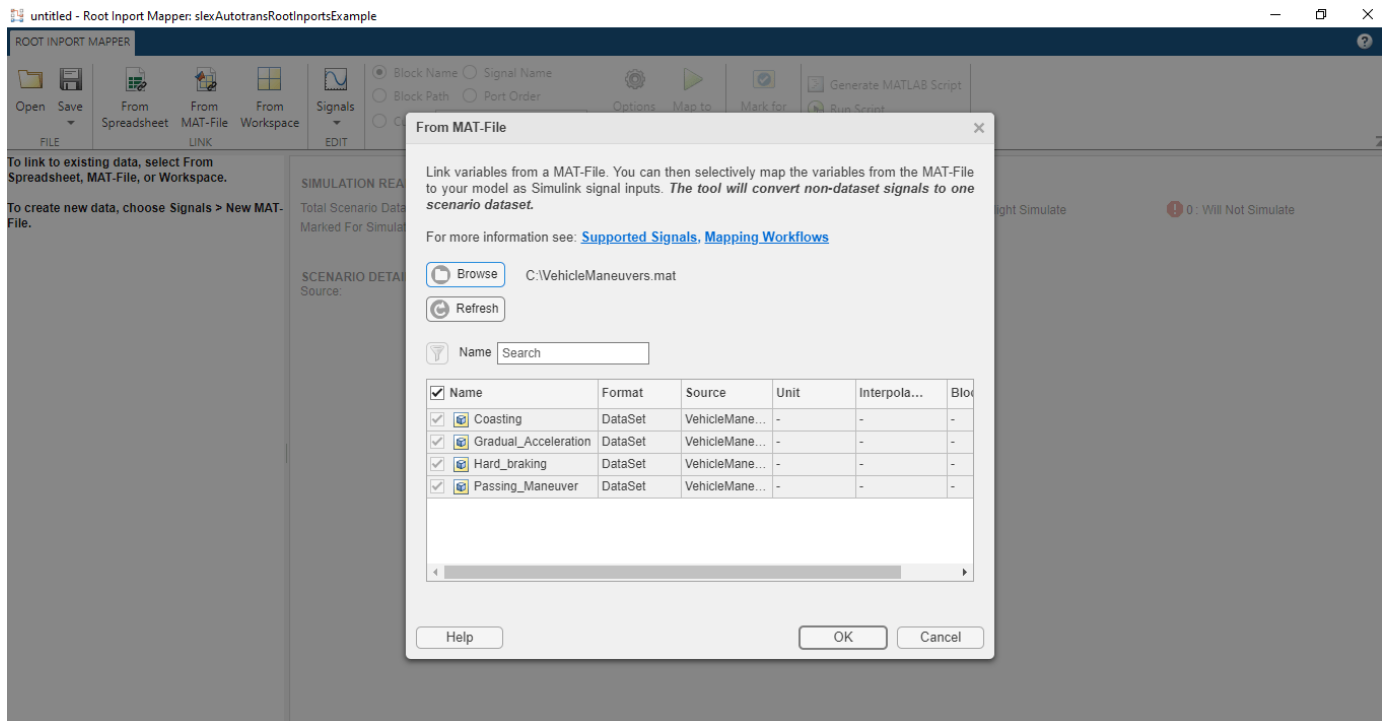 untitled - Root Inport Mapper: slexAutotransRootInportsExample
ROOT INPORT MAPPER
Block Name Signal Name
Block Path Port Order
Generate MATLAB Script
Run Script
Open Save From From From Signals Options Map to Mark for
Spreadsheet MAT-File Workspace
FILE LINK EDIT
To link to existing data, select From
Spreadsheet, MAT-File, or Workspace.
To create new data, choose Signals > New MAT-
File.
SIMULATION REA
Total Scenario Data
Marked For Simulat
0 : Will Not Simulate
SCENARIO DETAI
Source:
From MAT-File
Link variables from a MAT-File. You can then selectively map the variables from the MAT-File
to your model as Simulink signal inputs. The tool will convert non-dataset signals to one
scenario dataset.
For more information see: Supported Signals, Mapping Workflows
Browse C:\VehicleManeuvers.mat
Refresh
Name Search
Name Format Source Unit Interpola... Bloc
Coasting DataSet VehicleMane... - - -
Gradual_Acceleration DataSet VehicleMane... - - -
Hard_braking DataSet VehicleMane... - - -
Passing_Maneuver DataSet VehicleMane... - - -
Help OK Cancel